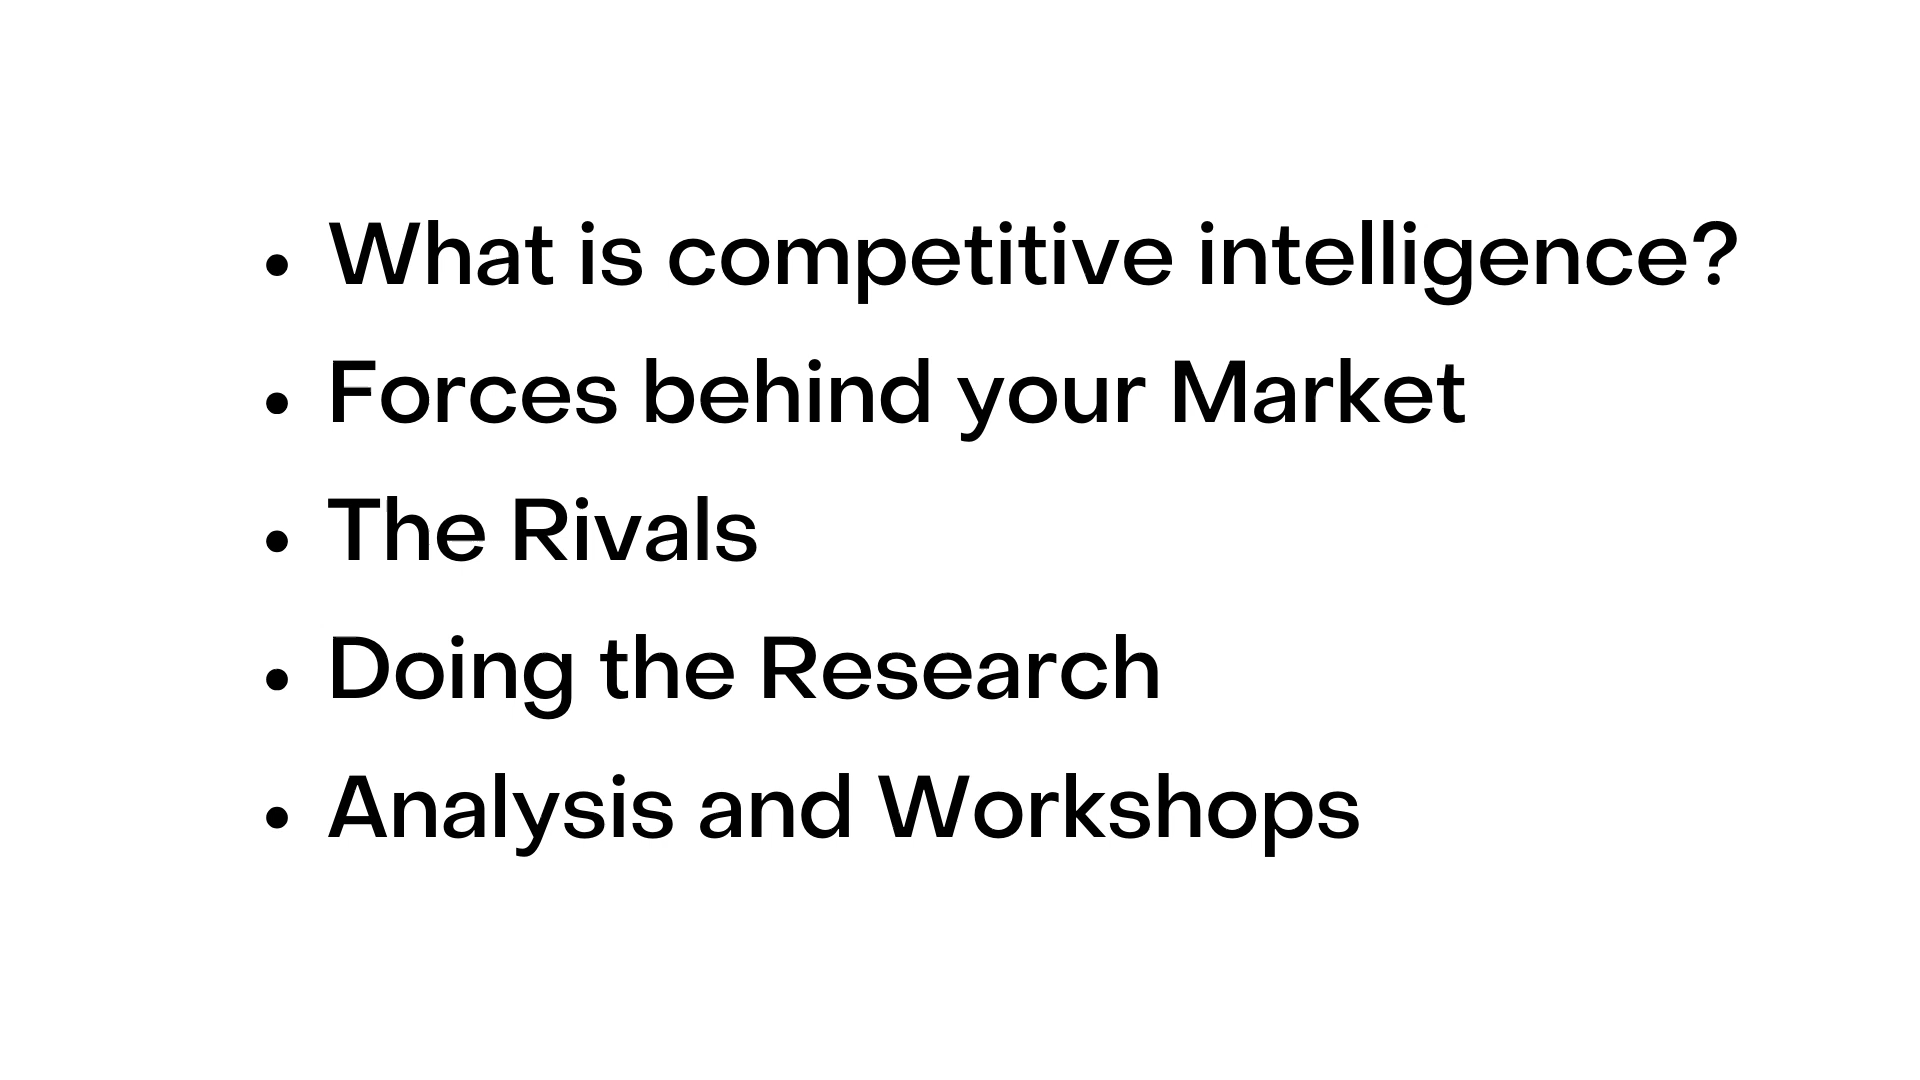 • What is competitive intelligence?
• Forces behind your Market
• The Rivals
• Doing the Research
• Analysis and Workshops